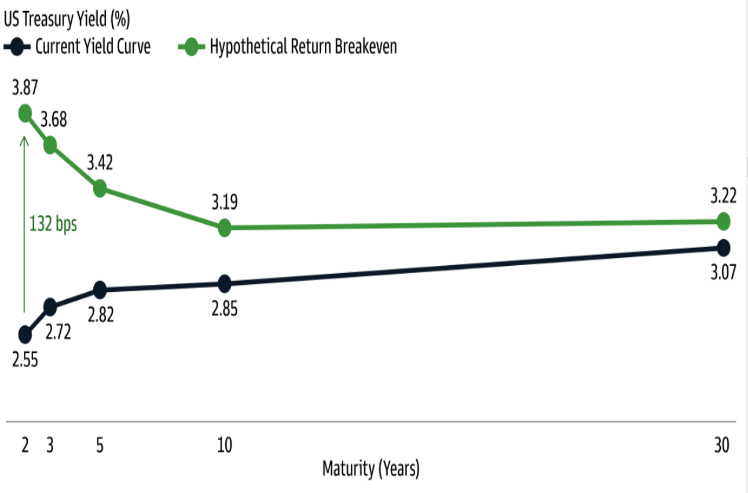 US Treasury Yield (%)
Current Yield Curve Hypothetical Return Breakeven
3.87
3.68
3.42
3.19
3.22
132 bps
2.55
2.72
2.82
2.85
3.07
2 3 5 10 30
Maturity (Years)